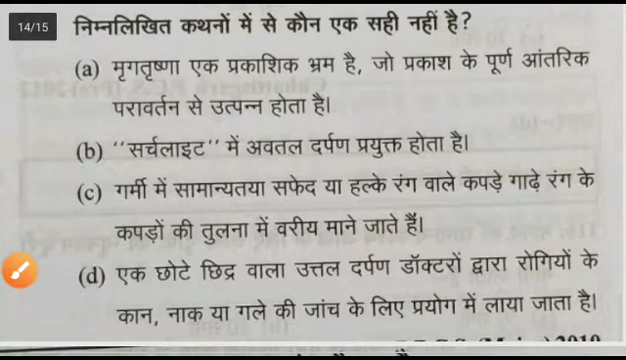 14/15
निम्नलिखित कथनों में से कौन एक सही नहीं है?
(a) मृगतृष्णा एक प्रकाशिक भ्रम है, जो प्रकाश के पूर्ण आंतरिक
परावर्तन से उत्पन्न होता है।
(b) ''सर्चलाइट'' में अवतल दर्पण प्रयुक्त होता है।
(c) गर्मी में सामान्यतया सफेद या हल्के रंग वाले कपड़े गाढ़े रंग के
कपड़ों की तुलना में वरीय माने जाते हैं।
(d) एक छोटे छिद्र वाला उत्तल दर्पण डॉक्टरों द्वारा रोगियों के
कान, नाक या गले की जांच के लिए प्रयोग में लाया जाता है।